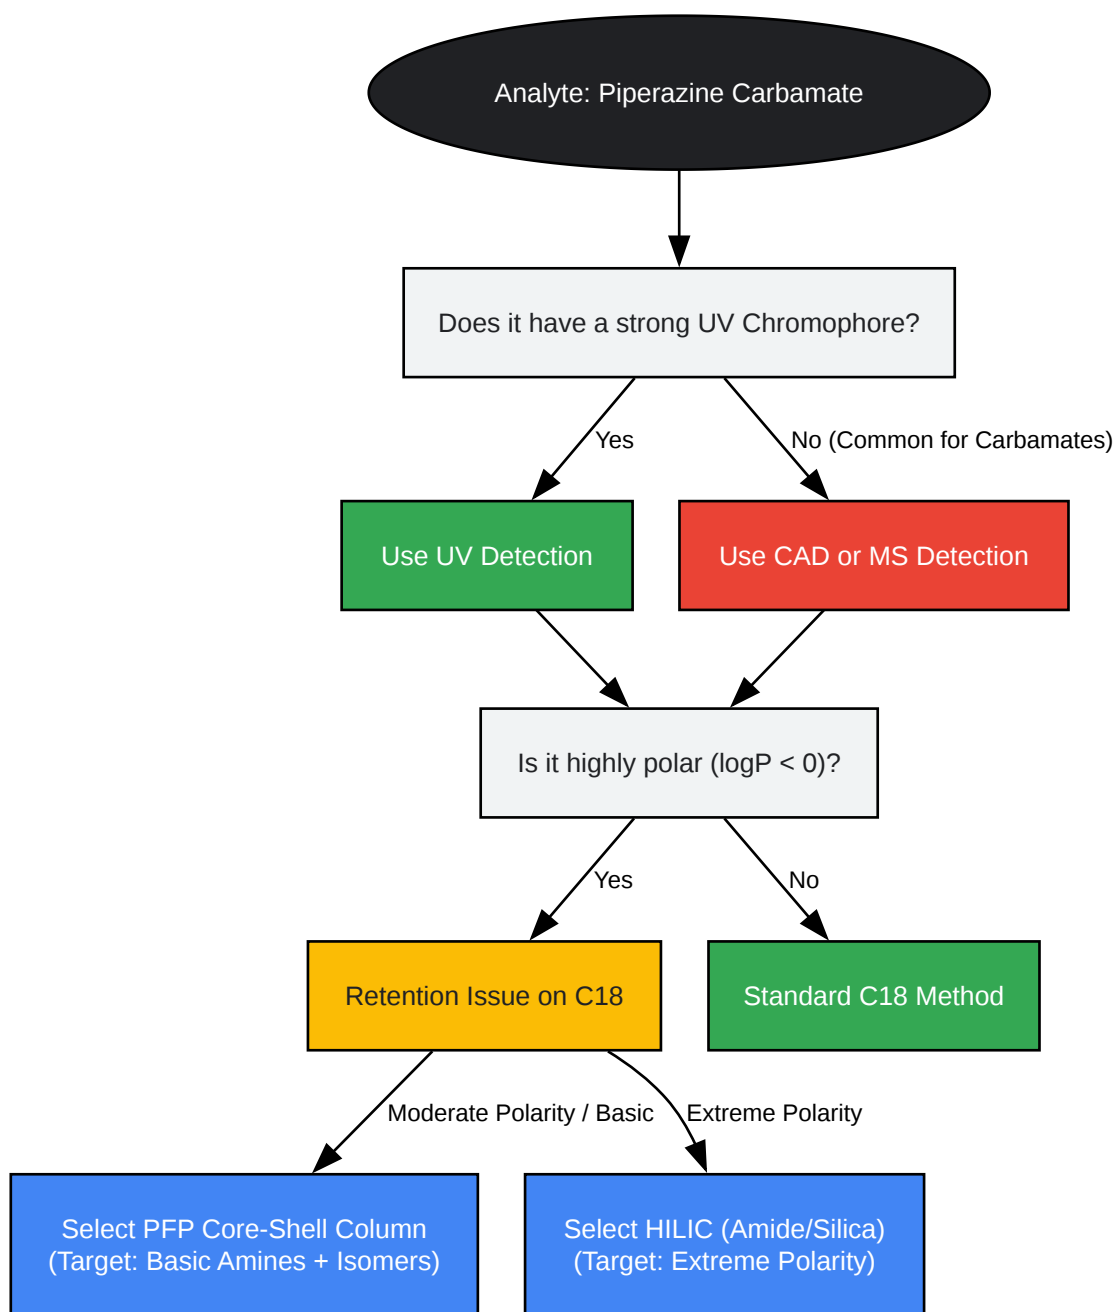 Analyte: Piperazine Carbamate
Does it have a strong UV Chromophore?
Yes
No (Common for Carbamates)
Use UV Detection
Use CAD or MS Detection
Is it highly polar (logP < 0)?
Yes
No
Retention Issue on C18
Standard C18 Method
Moderate Polarity / Basic
Extreme Polarity
Select PFP Core-Shell Column
(Target: Basic Amines + Isomers)
Select HILIC (Amide/Silica)
(Target: Extreme Polarity)